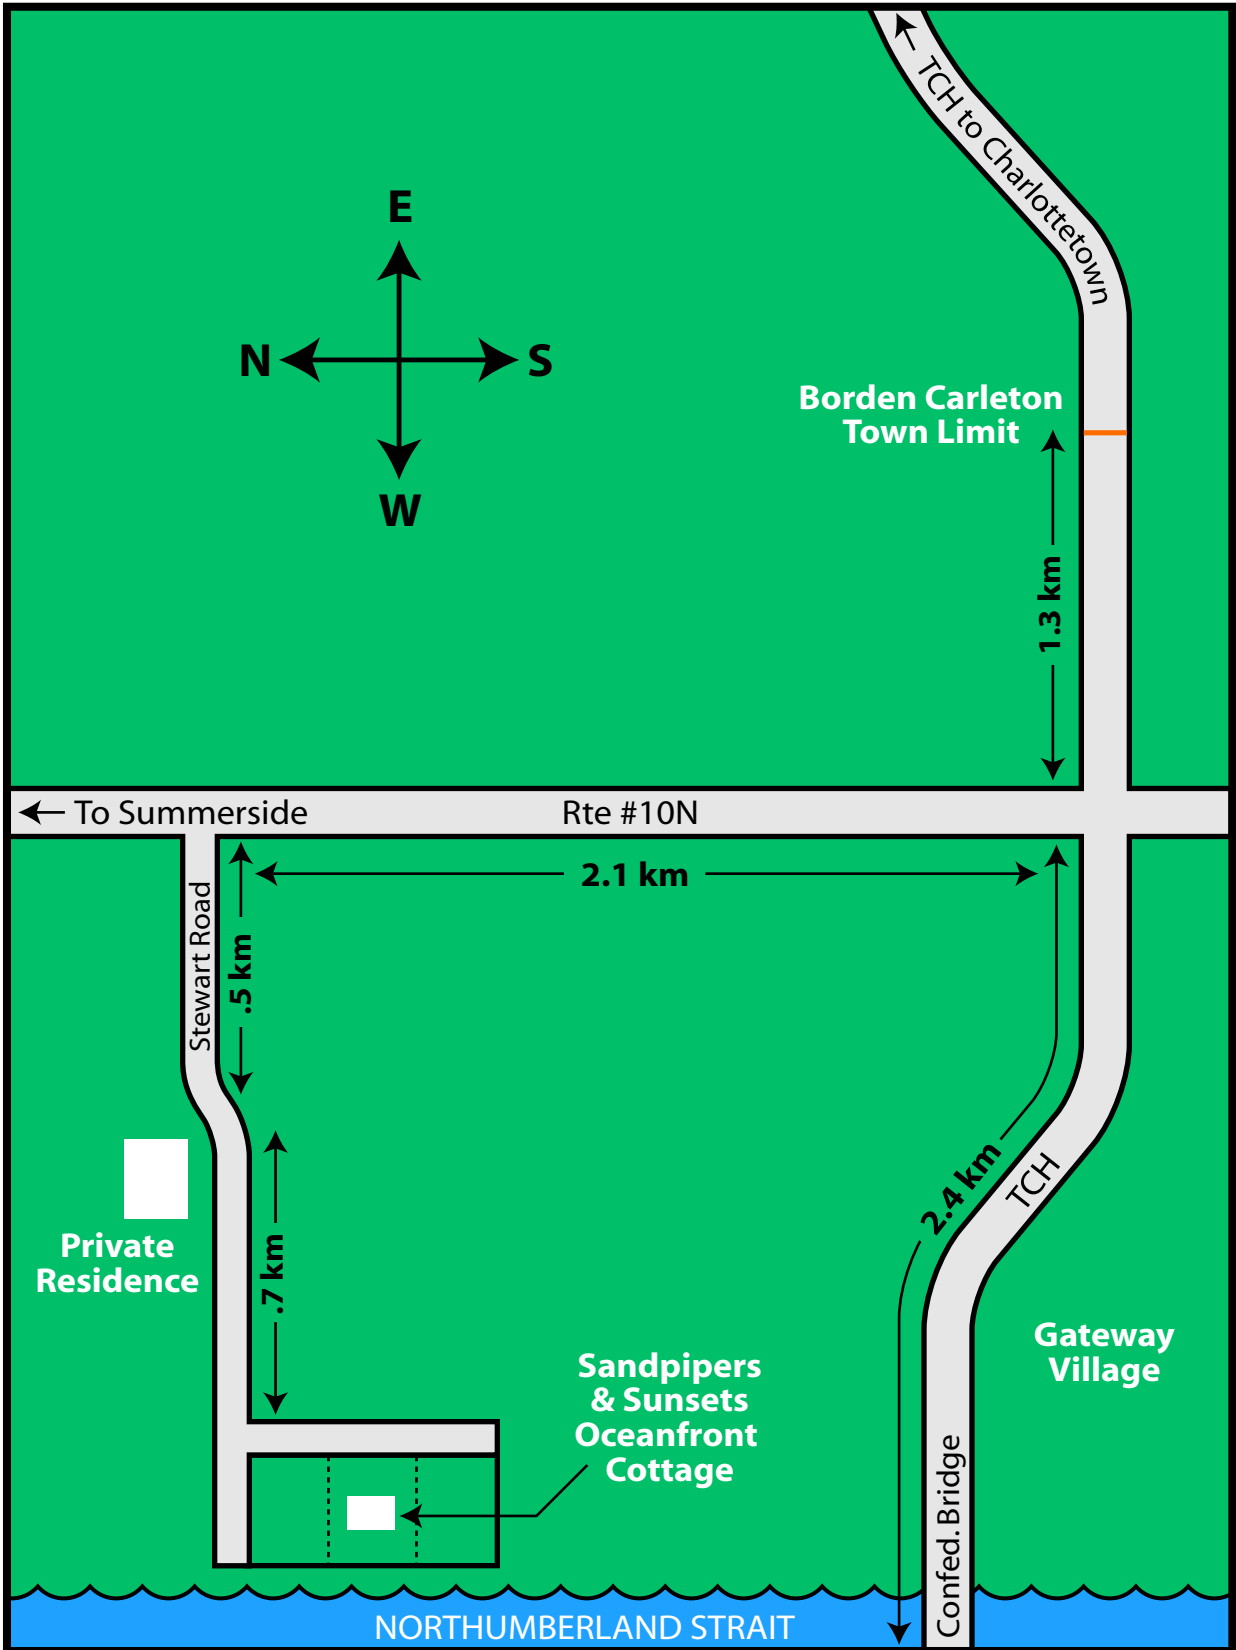 TCH to Charlottetown
E
N
S
W
Borden Carleton
Town Limit
1.3 km
To Summerside
Rte #10N
2.1 km
Stewart Road
.5 km
Private
Residence
.7 km
2.4 km
TCH
Gateway
Village
Sandpipers
& Sunsets
Oceanfront
Cottage
Confed. Bridge
NORTHUMBERLAND STRAIT